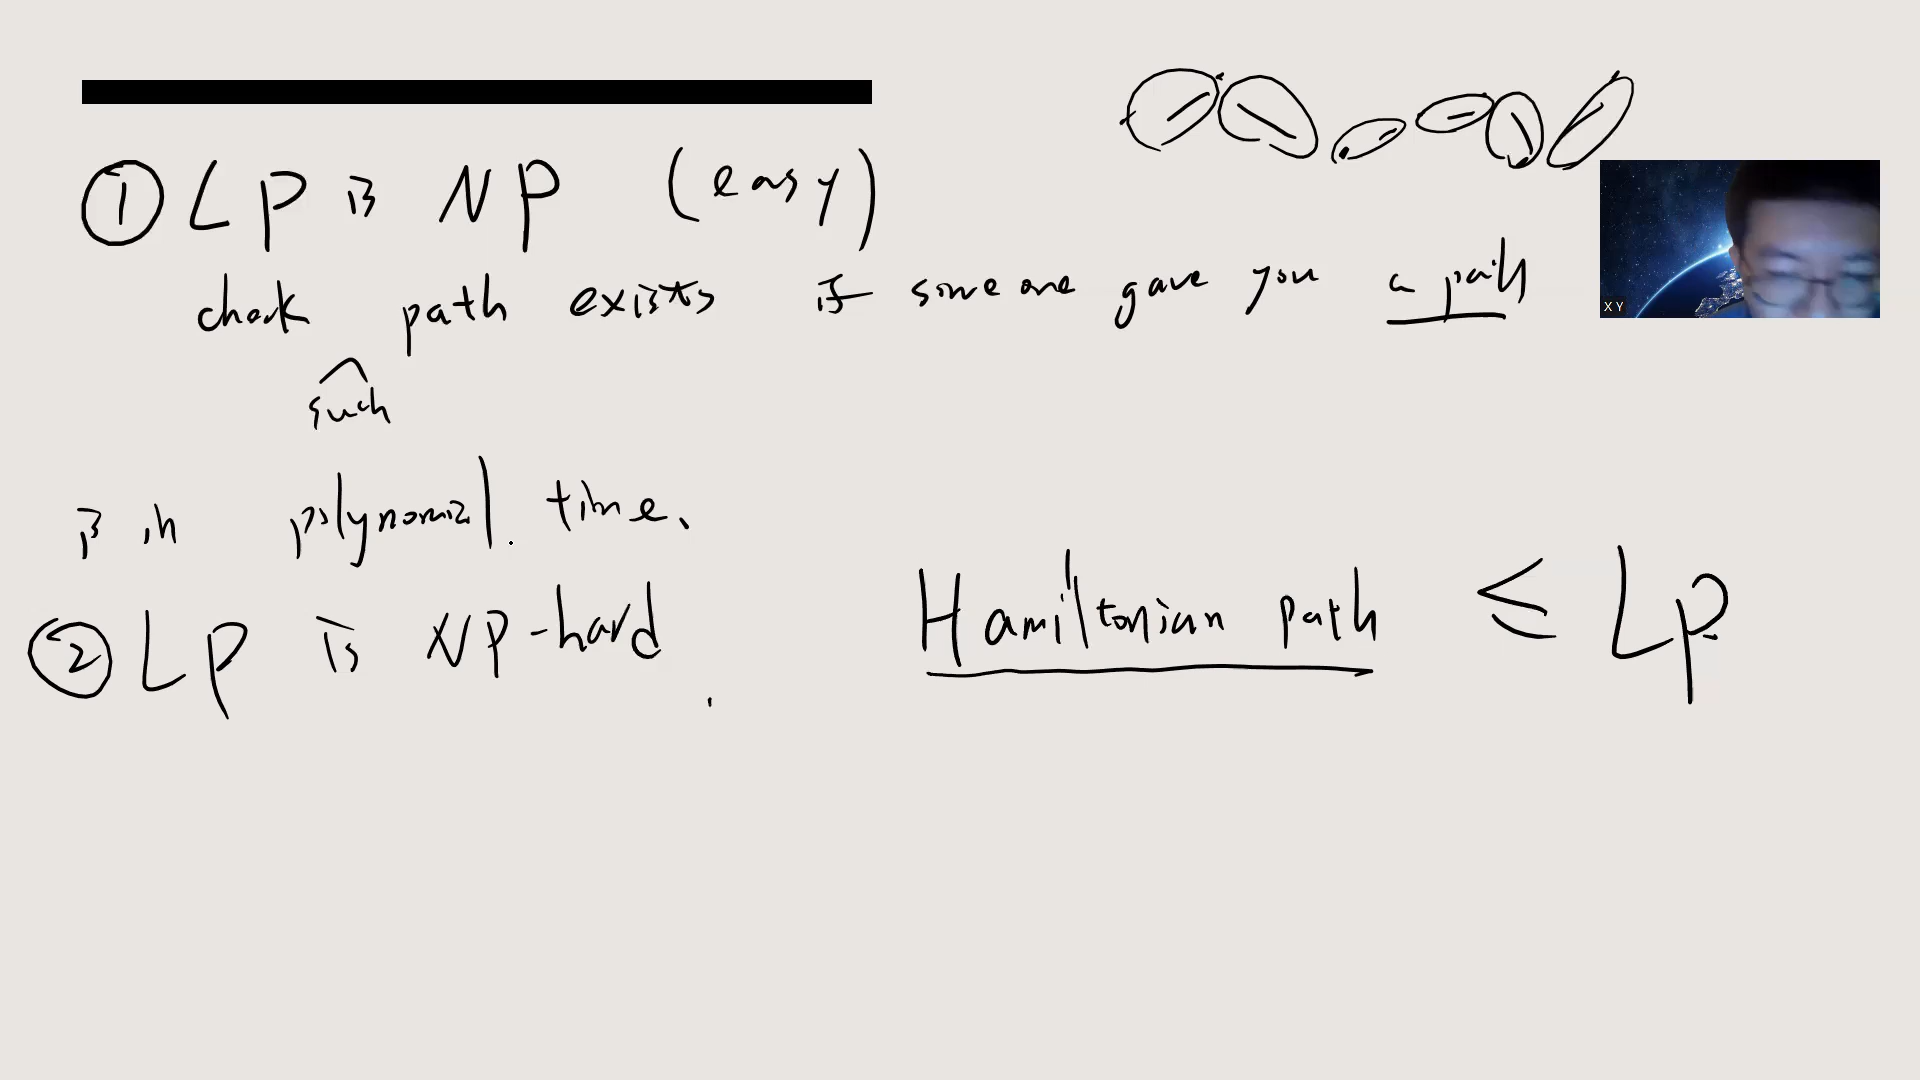 ① LP is NP (easy)
check path exists if someone gave you a path
such
is in polynomial time.
② LP is NP-hard
Hamiltonian path ≤ LP
X Y